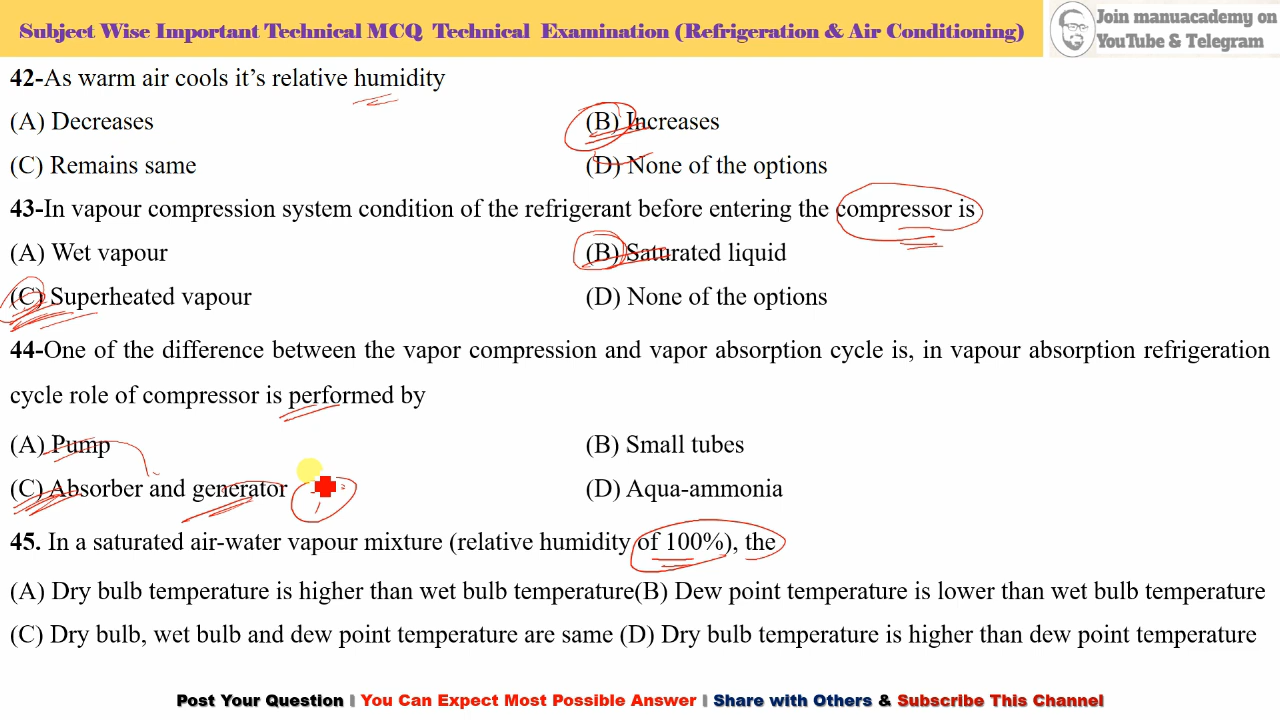 Subject Wise Important Technical MCQ Technical Examination (Refrigeration & Air Conditioning)
Join manuacademy on
YouTube & Telegram
42-As warm air cools it's relative humidity
(A) Decreases (B) Increases
(C) Remains same (D) None of the options
43-In vapour compression system condition of the refrigerant before entering the compressor is
(A) Wet vapour (B) Saturated liquid
(C) Superheated vapour (D) None of the options
44-One of the difference between the vapor compression and vapor absorption cycle is, in vapour absorption refrigeration
cycle role of compressor is performed by
(A) Pump (B) Small tubes
(C) Absorber and generator (D) Aqua-ammonia
45. In a saturated air-water vapour mixture (relative humidity of 100%), the
(A) Dry bulb temperature is higher than wet bulb temperature(B) Dew point temperature is lower than wet bulb temperature
(C) Dry bulb, wet bulb and dew point temperature are same (D) Dry bulb temperature is higher than dew point temperature
Post Your Question | You Can Expect Most Possible Answer | Share with Others & Subscribe This Channel